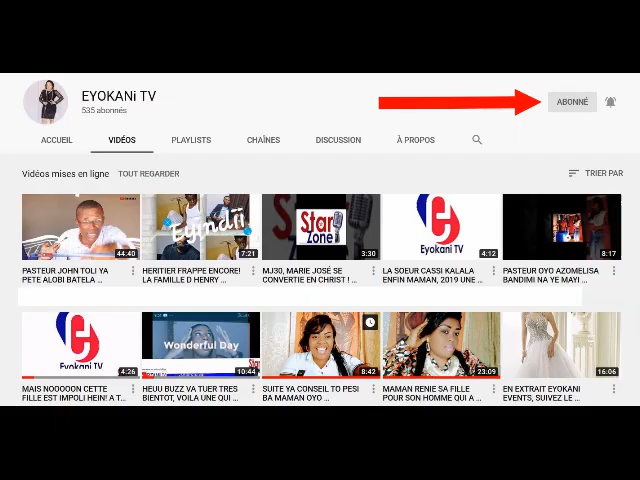 EYOKANi TV
535 abonnés
ABONNÉ
ACCUEIL VIDÉOS PLAYLISTS CHAÎNES DISCUSSION À PROPOS
Vidéos mises en ligne TOUT REGARDER TRIER PAR
44:40
Eyindii
7:21
Star
Zone
3:30
e
Eyokani TV
4:12
8:17
PASTEUR JOHN TOLI YA
PETE ALOBI BATELA ...
HERITIER FRAPPE ENCORE!
LA FAMILLE D HENRY ...
MJ30, MARIE JOSÉ SE
CONVERTIE EN CHRIST ! ...
LA SOEUR CASSI KALALA
ENFIN MAMAN, 2019 UNE ...
PASTEUR OYO AZOMELISA
BANDIMI NA YE MAYI ...
e
Eyokani TV
4:26
Wonderful Day
10:44
8:42
23:09
16:06
MAIS NOOOOON CETTE
FILLE EST IMPOLI HEIN! A T...
HEUU BUZZ VA TUER TRES
BIENTOT, VOILA UNE QUI ...
SUITE YA CONSEIL TO PESI
BA MAMAN OYO ...
MAMAN RENIE SA FILLE
POUR SON HOMME QUI A ...
EN EXTRAIT EYOKANI
EVENTS, SUIVEZ LE ...